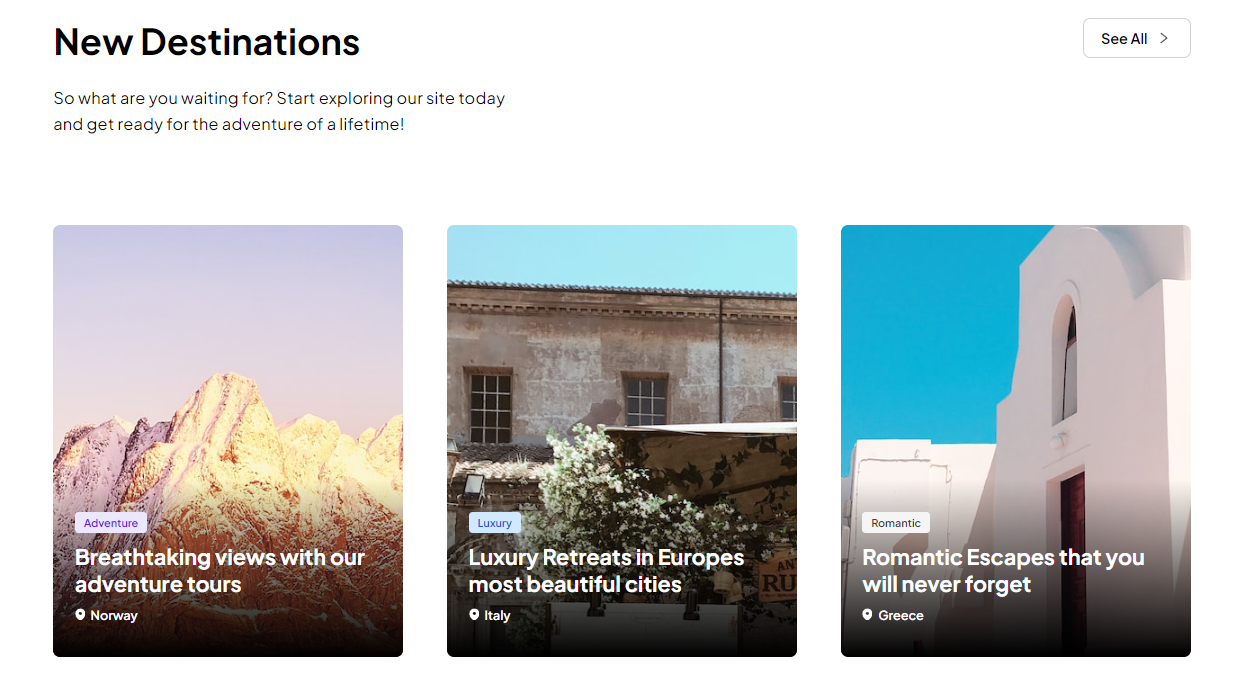 New Destinations
See All
So what are you waiting for? Start exploring our site today
and get ready for the adventure of a lifetime!
Adventure
Breathtaking views with our
adventure tours
Norway
Luxury
Luxury Retreats in Europes
most beautiful cities
Italy
Romantic
Romantic Escapes that you
will never forget
Greece